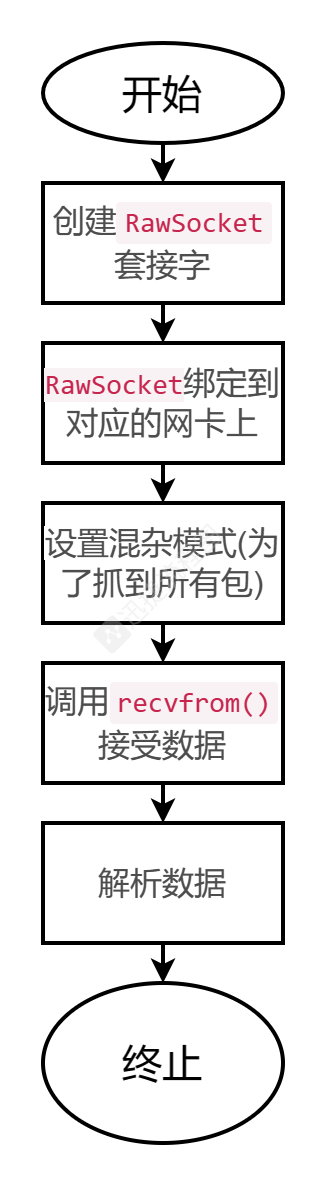 开始
创建 RawSocket
套接字
RawSocket绑定到
对应的网卡上
设置混杂模式(为
了抓到所有包)
调用 recvfrom()
接受数据
解析数据
终止